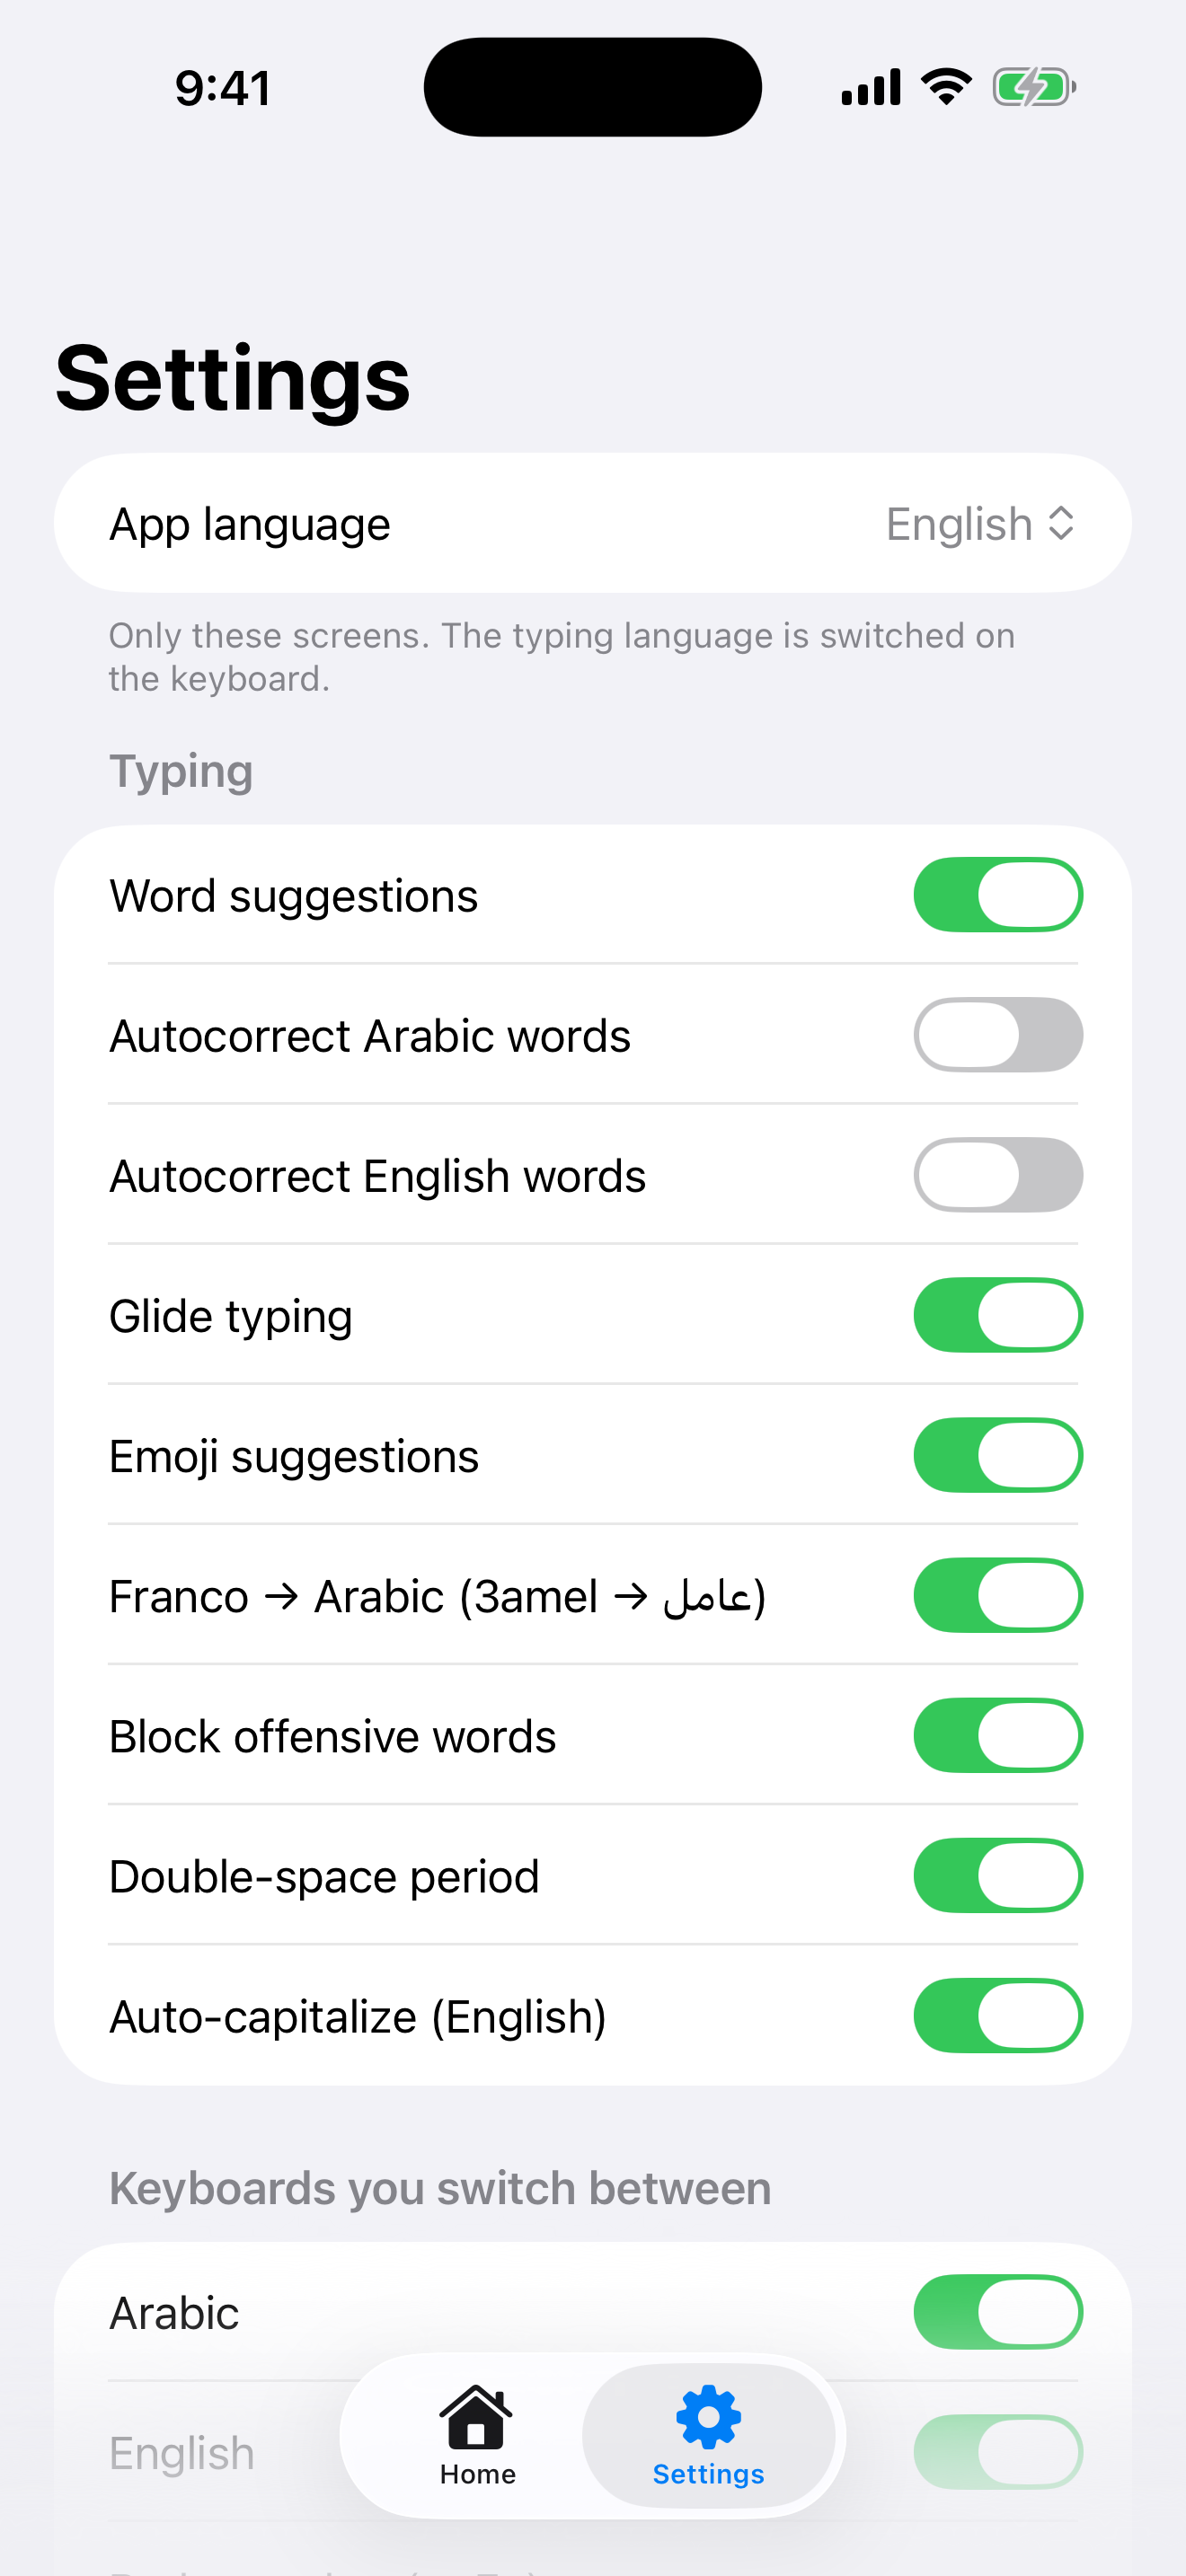 9:41
Settings
App language
English
Only these screens. The typing language is switched on
the keyboard.
Typing
Word suggestions
Autocorrect Arabic words
Autocorrect English words
Glide typing
Emoji suggestions
Franco → Arabic (3amel → عامل)
Block offensive words
Double-space period
Auto-capitalize (English)
Keyboards you switch between
Arabic
English
Home
Settings